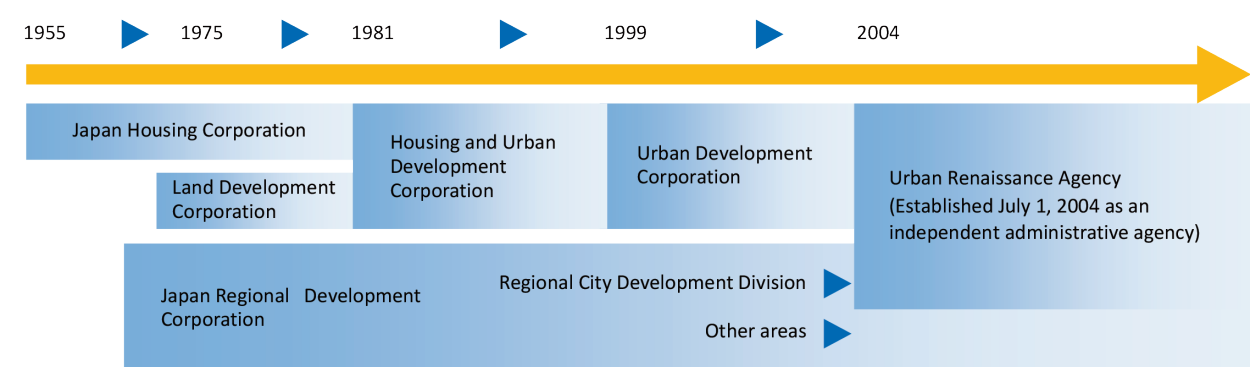 1955 1975 1981 1999 2004
Japan Housing Corporation
Land Development
Corporation
Housing and Urban
Development
Corporation
Urban Development
Corporation
Urban Renaissance Agency
(Established July 1, 2004 as an
independent administrative agency)
Japan Regional Development
Corporation
Regional City Development Division
Other areas